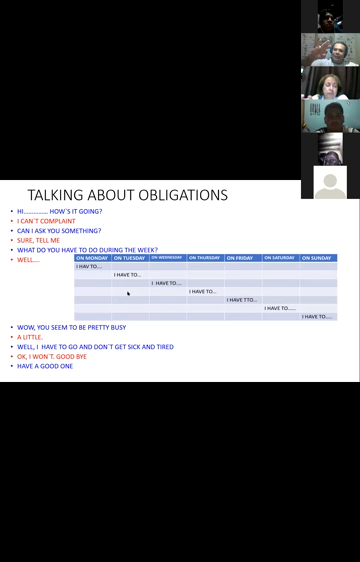 TALKING ABOUT OBLIGATIONS
HI.............. HOW´S IT GOING?
I CAN´T COMPLAINT
CAN I ASK YOU SOMETHING?
SURE, TELL ME
WHAT DO YOU HAVE TO DO DURING THE WEEK?
WELL....
ON MONDAY ON TUESDAY ON WEDNESDAY ON THURSDAY ON FRIDAY ON SATURDAY ON SUNDAY
I HAV TO....
I HAVE TO...
I HAVE TO....
I HAVE TO...
I HAVE TTO...
I HAVE TO......
I HAVE TO.....
WOW, YOU SEEM TO BE PRETTY BUSY
A LITTLE.
WELL, I HAVE TO GO AND DON´T GET SICK AND TIRED
OK, I WON´T. GOOD BYE
HAVE A GOOD ONE